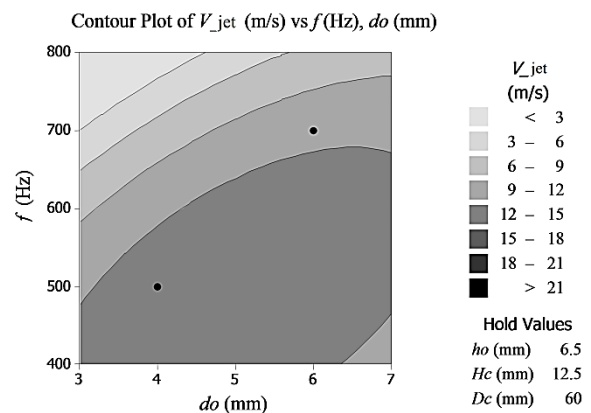 Contour Plot of V_jet (m/s) vs f (Hz), do (mm)
800
700
600
500
400
f (Hz)
3 4 5 6 7
do (mm)
V_jet
(m/s)
< 3
3 – 6
6 – 9
9 – 12
12 – 15
15 – 18
18 – 21
> 21
Hold Values
ho (mm) 6.5
Hc (mm) 12.5
Dc (mm) 60